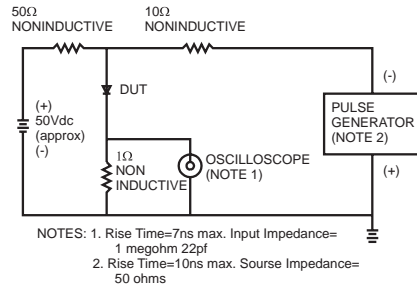 50Ω
NONINDUCTIVE
10Ω
NONINDUCTIVE
(+)
50Vdc
(approx)
(-)
DUT
1Ω
NON
INDUCTIVE
OSCILLOSCOPE
(NOTE 1)
(-)
PULSE
GENERATOR
(NOTE 2)
(+)
NOTES: 1. Rise Time=7ns max. Input Impedance=
1 megohm 22pf
2. Rise Time=10ns max. Sourse Impedance=
50 ohms